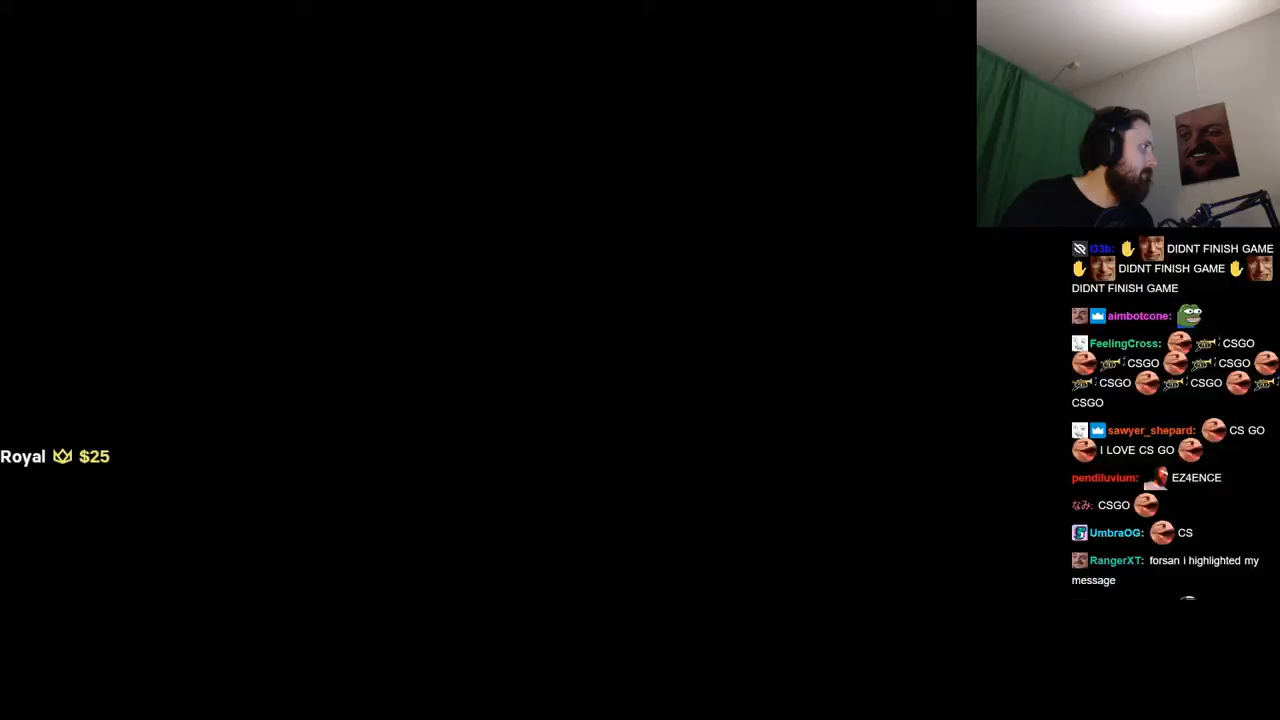 l33b: DIDNT FINISH GAME
DIDNT FINISH GAME
DIDNT FINISH GAME
aimbotcone:
FeelingCross: CSGO
CSGO CSGO
CSGO CSGO
CSGO
sawyer_shepard: CS GO
I LOVE CS GO
Royal $25
pendiluvium: EZ4ENCE
なみ: CSGO
UmbraOG: CS
RangerXT: forsan i highlighted my
message